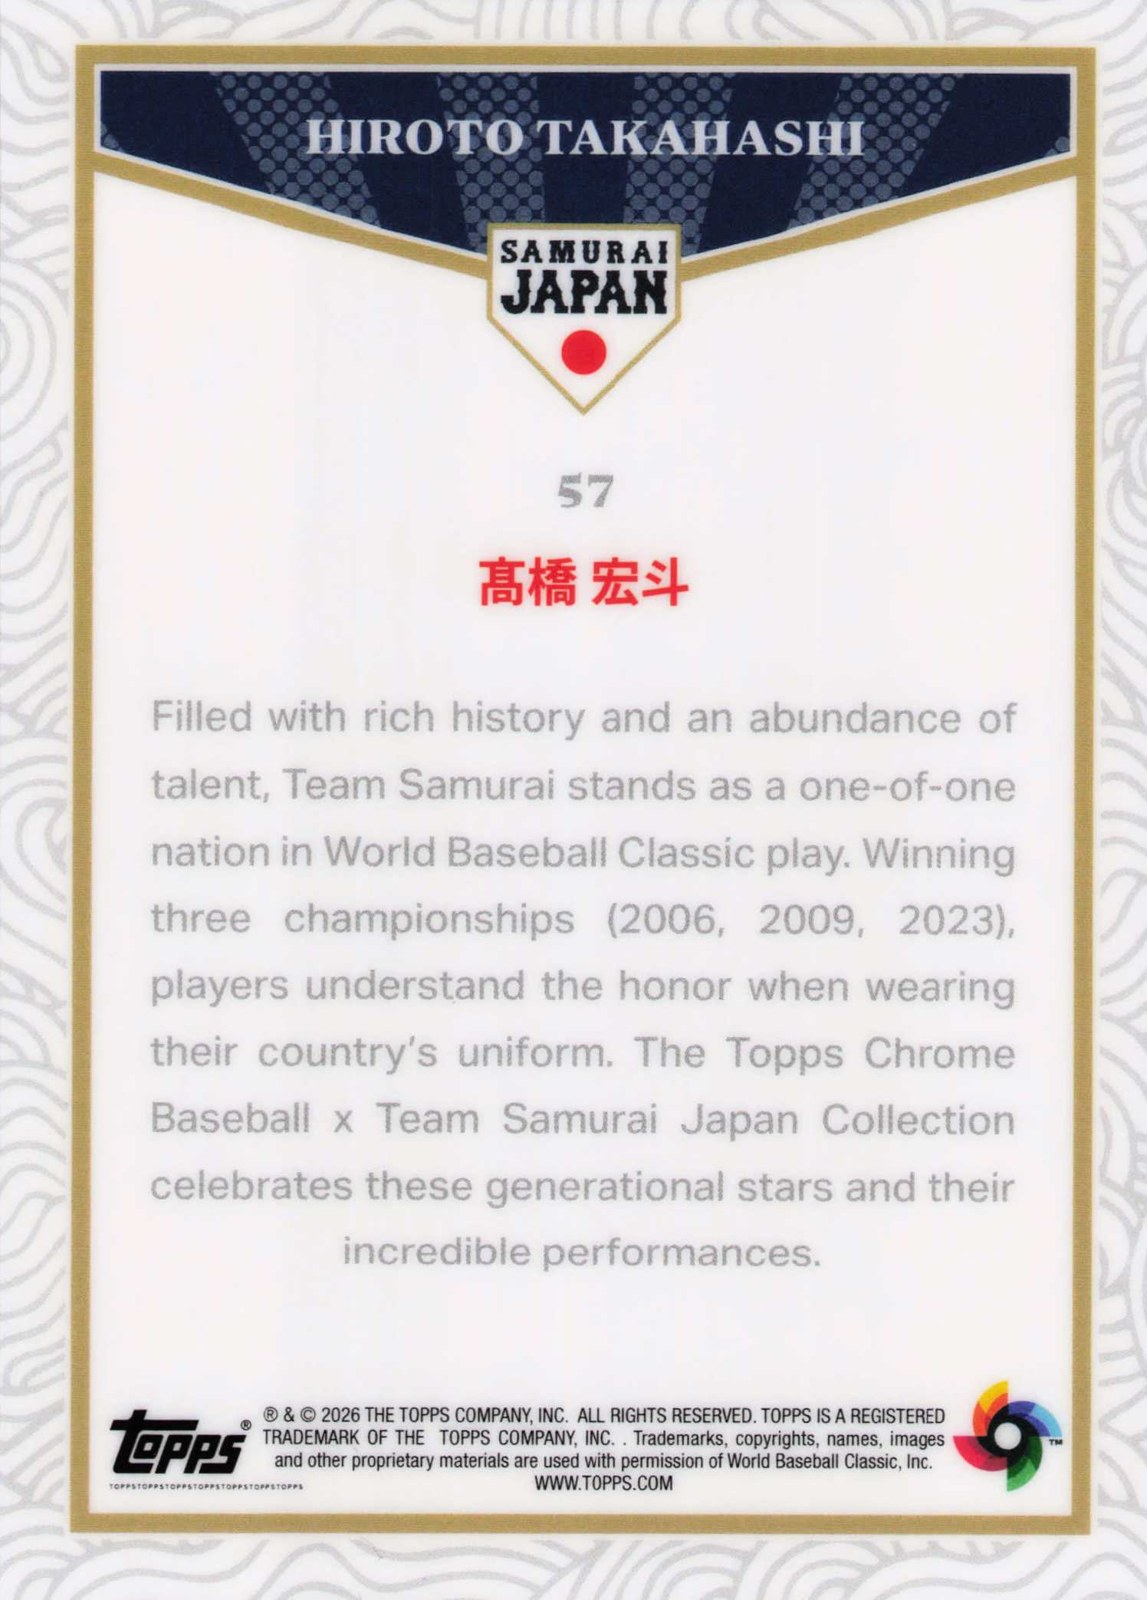 HIROTO TAKAHASHI
SAMURAI
JAPAN
57
髙橋 宏斗
Filled with rich history and an abundance of
talent, Team Samurai stands as a one-of-one
nation in World Baseball Classic play. Winning
three championships (2006, 2009, 2023),
players understand the honor when wearing
their country's uniform. The Topps Chrome
Baseball x Team Samurai Japan Collection
celebrates these generational stars and their
incredible performances.
topps®
TOPPSTOPPSTOPPSTOPPSTOPPSTOPPSTOPPS
® & © 2026 THE TOPPS COMPANY, INC. ALL RIGHTS RESERVED. TOPPS IS A REGISTERED
TRADEMARK OF THE TOPPS COMPANY, INC. . Trademarks, copyrights, names, images
and other proprietary materials are used with permission of World Baseball Classic, Inc.
WWW.TOPPS.COM
™